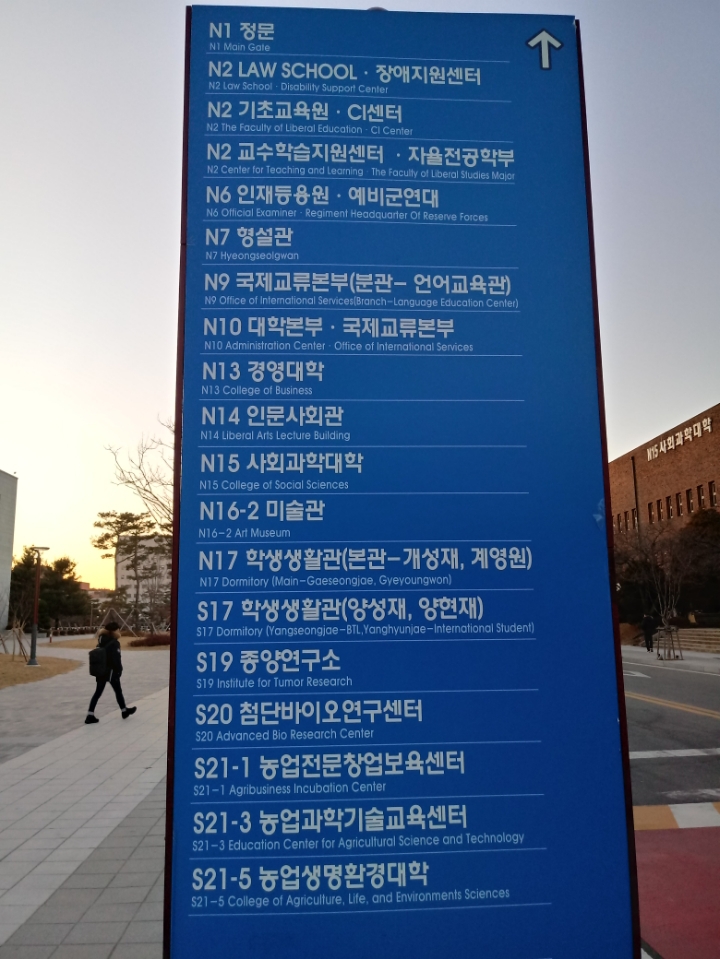 N1 정문
N1 Main Gate
N2 LAW SCHOOL · 장애지원센터
N2 Law School · Disability Support Center
N2 기초교육원 · CI센터
N2 The Faculty of Liberal Education · CI Center
N2 교수학습지원센터 · 자율전공학부
N2 Center for Teaching and Learning · The Faculty of Liberal Studies Major
N6 인재등용원 · 예비군연대
N6 Official Examiner · Regiment Headquarter Of Reserve Forces
N7 형설관
N7 Hyeongseolgwan
N9 국제교류본부(분관- 언어교육관)
N9 Office of International Services(Branch-Language Education Center)
N10 대학본부 · 국제교류본부
N10 Administration Center · Office of International Services
N13 경영대학
N13 College of Business
N14 인문사회관
N14 Liberal Arts Lecture Building
N15 사회과학대학
N15 College of Social Sciences
N16-2 미술관
N16-2 Art Museum
N17 학생생활관(본관-개성재, 계영원)
N17 Dormitory (Main-Gaeseongjae, Gyeyoungwon)
S17 학생생활관(양성재, 양현재)
S17 Dormitory (Yangseongjae-BTL,Yanghyunjae-International Student)
S19 종양연구소
S19 Institute for Tumor Research
S20 첨단바이오연구센터
S20 Advanced Bio Research Center
S21-1 농업전문창업보육센터
S21-1 Agribusiness Incubation Center
S21-3 농업과학기술교육센터
S21-3 Education Center for Agricultural Science and Technology
S21-5 농업생명환경대학
S21-5 College of Agriculture, Life, and Environments Sciences
N15 사회과학대학